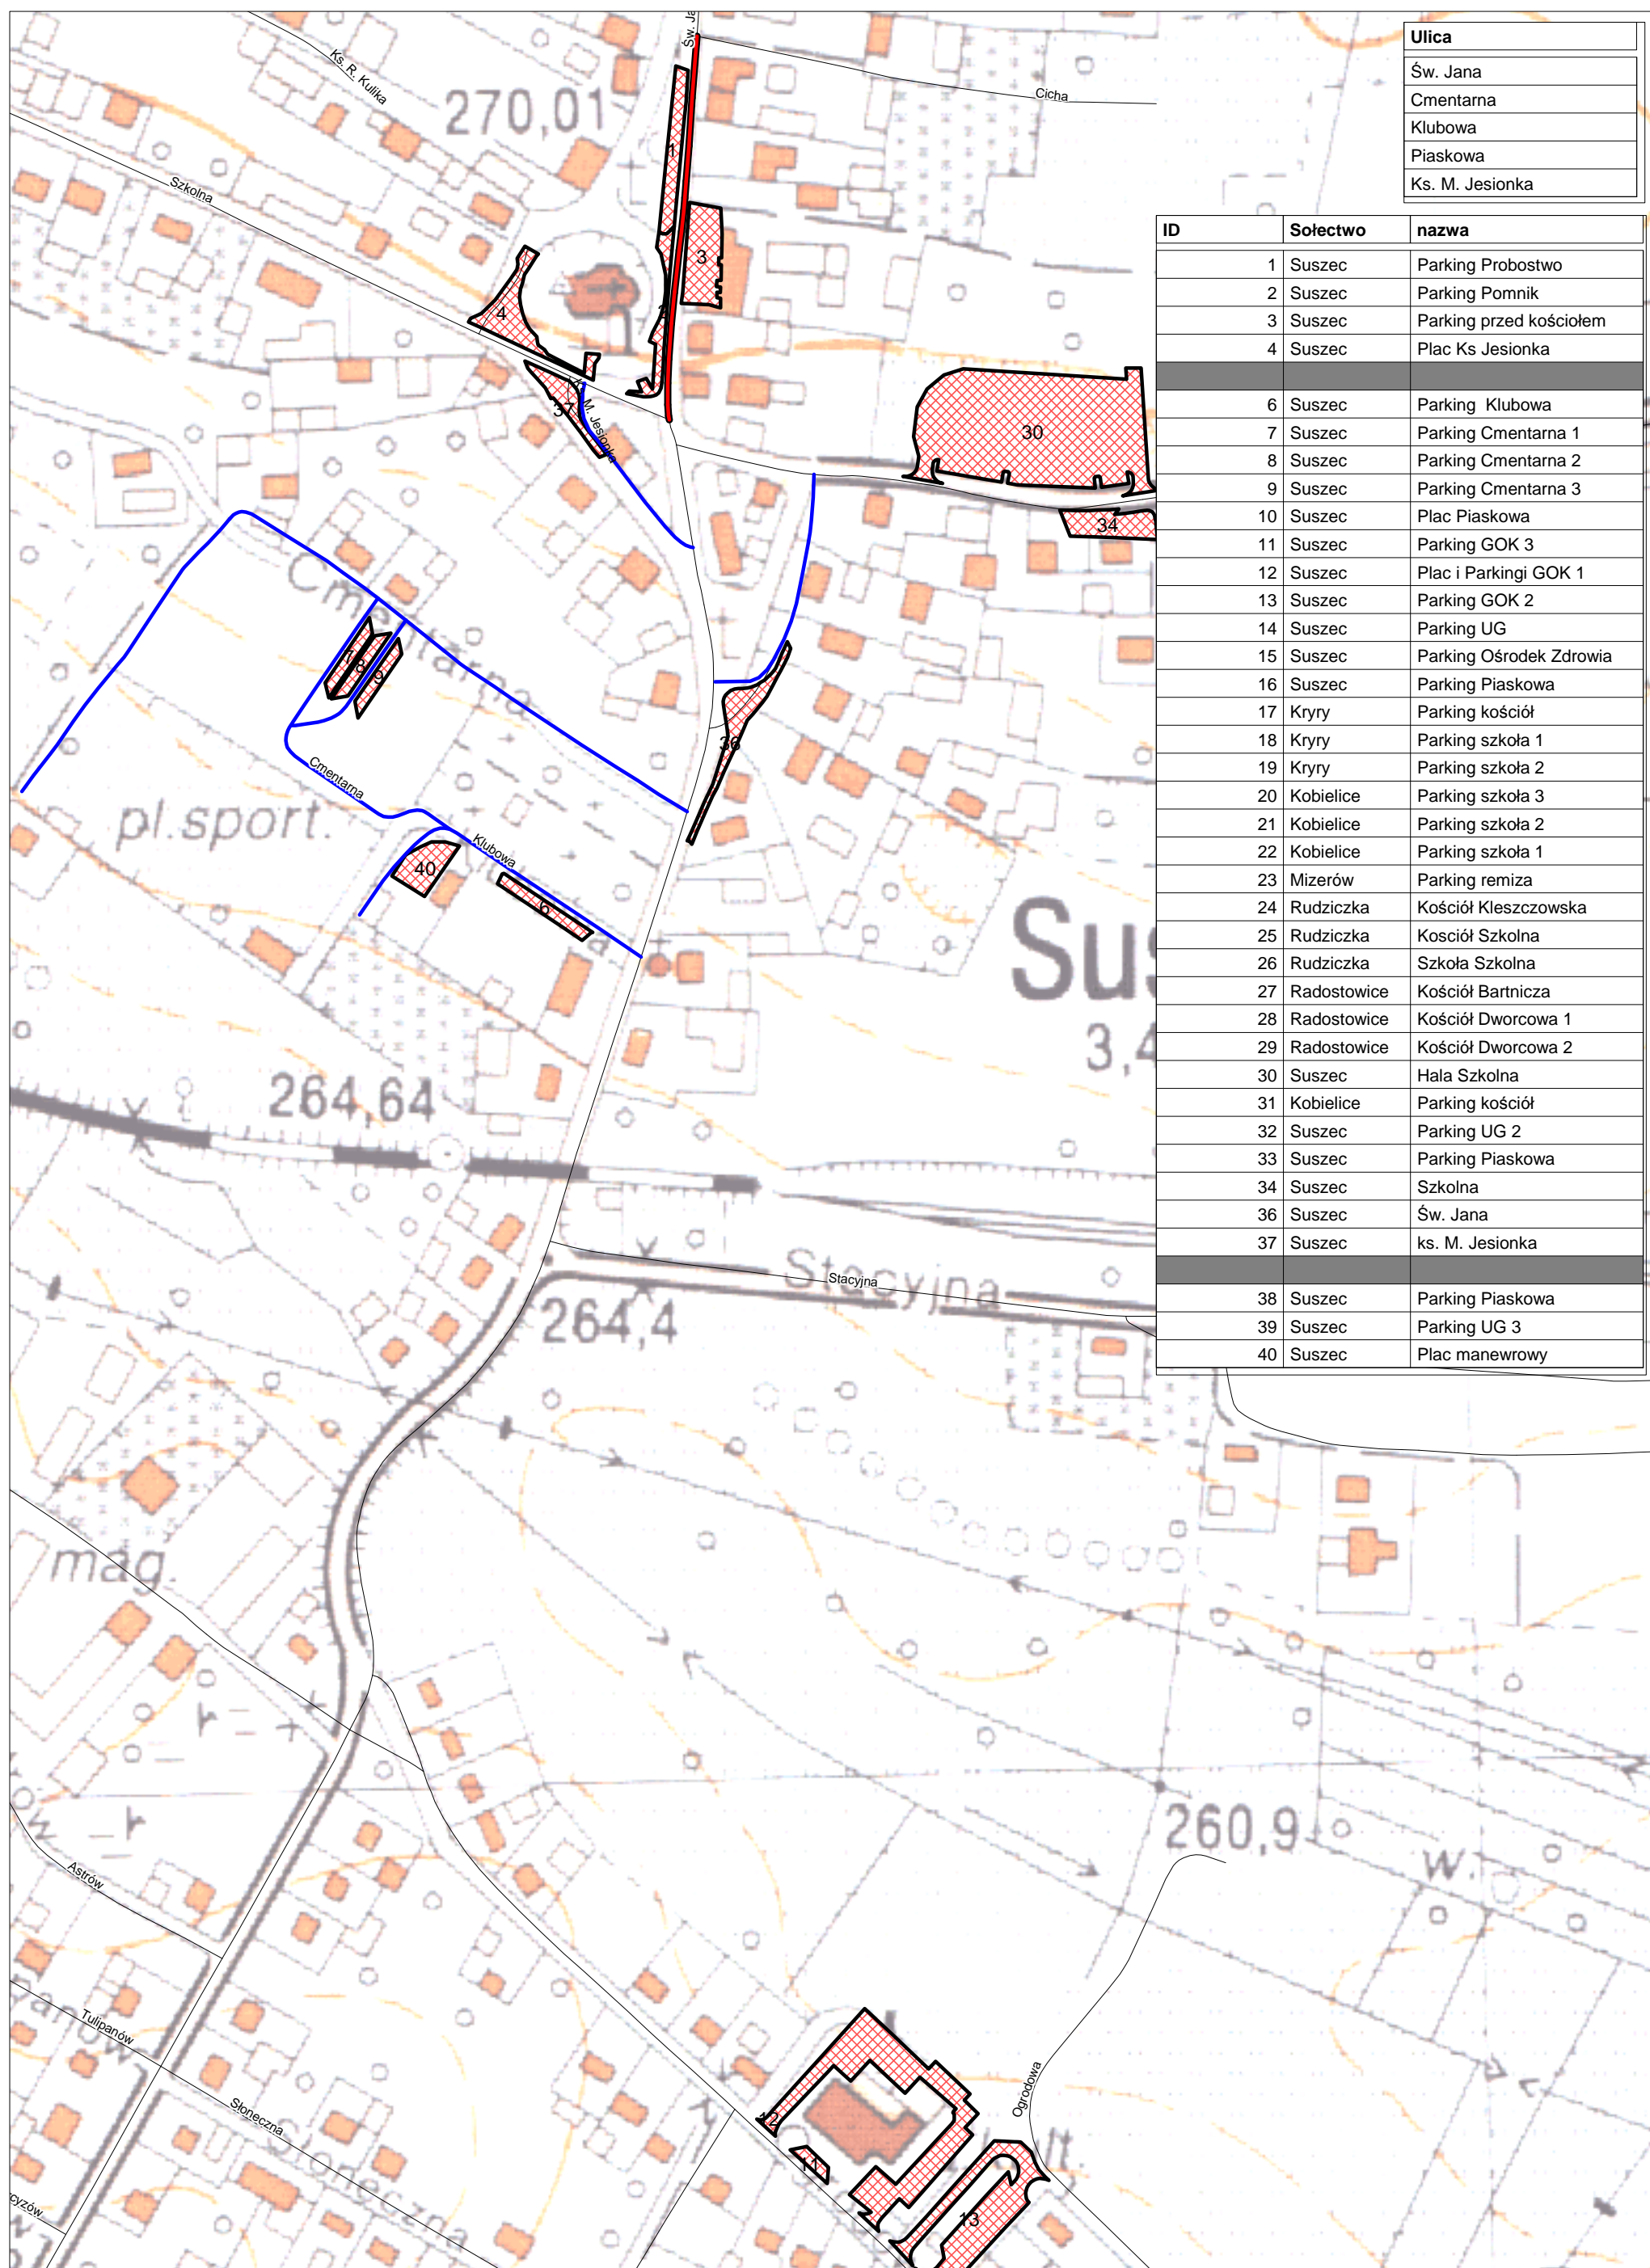 Ulica
Św. Jana
Cmentarna
Klubowa
Piaskowa
Ks. M. Jesionka
ID Sołectwo nazwa
1 Suszec Parking Probostwo
2 Suszec Parking Pomnik
3 Suszec Parking przed kościołem
4 Suszec Plac Ks Jesionka
6 Suszec Parking Klubowa
7 Suszec Parking Cmentarna 1
8 Suszec Parking Cmentarna 2
9 Suszec Parking Cmentarna 3
10 Suszec Plac Piaskowa
11 Suszec Parking GOK 3
12 Suszec Plac i Parkingi GOK 1
13 Suszec Parking GOK 2
14 Suszec Parking UG
15 Suszec Parking Ośrodek Zdrowia
16 Suszec Parking Piaskowa
17 Kryry Parking kościół
18 Kryry Parking szkoła 1
19 Kryry Parking szkoła 2
20 Kobielice Parking szkoła 3
21 Kobielice Parking szkoła 2
22 Kobielice Parking szkoła 1
23 Mizerów Parking remiza
24 Rudziczka Kościół Kleszczowska
25 Rudziczka Kosciół Szkolna
26 Rudziczka Szkoła Szkolna
27 Radostowice Kościół Bartnicza
28 Radostowice Kościół Dworcowa 1
29 Radostowice Kościół Dworcowa 2
30 Suszec Hala Szkolna
31 Kobielice Parking kościół
32 Suszec Parking UG 2
33 Suszec Parking Piaskowa
34 Suszec Szkolna
36 Suszec Św. Jana
37 Suszec ks. M. Jesionka
38 Suszec Parking Piaskowa
39 Suszec Parking UG 3
40 Suszec Plac manewrowy
Św. Ja
Ks. R. Kulika
Cicha
270,01
1
Szkolna
3
4
2
37
M. Jesionka
30
34
Cmentarna
7
8
9
36
Cmentarna
pl.sport.
Klubowa
40
6
Sus
3,4
264,64
Stacyjna
Stacyjna
264,4
mag.
260,9
w.
Astrów
Tulipanów
Ogrodowa
Słoneczna
12
Słoneczna
11
lt.
13
cyzów